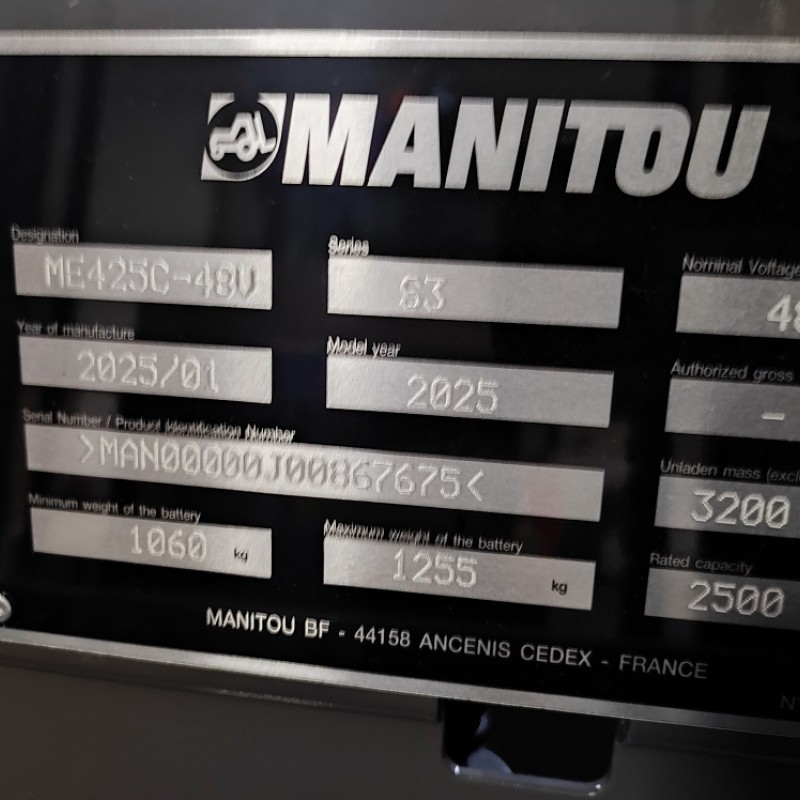 MANITOU
Designation
Series
Nominal Voltage
ME425C-48V
63
48
Year of manufacture
Model year
Authorized gross
2025/01
2025
-
Serial Number / Product Identification Number
Unladen mass (excl
>MAN00000J00867675<
3200
Minimum weight of the battery
Maximum weight of the battery
Rated capacity
1060 kg
1255 kg
2500
MANITOU BF - 44158 ANCENIS CEDEX - FRANCE